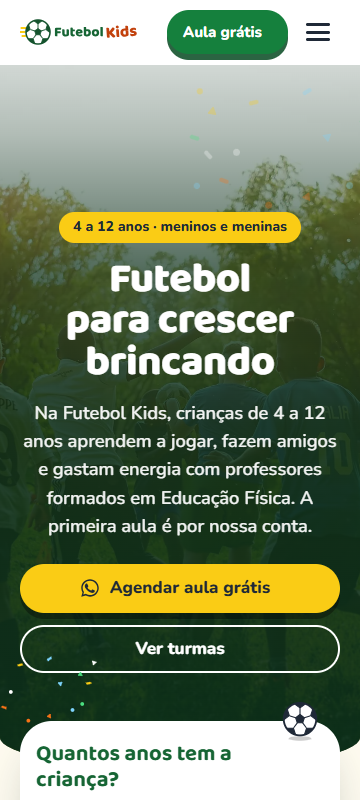 Futebol Kids
Aula grátis
4 a 12 anos · meninos e meninas
Futebol
para crescer
brincando
Na Futebol Kids, crianças de 4 a 12
anos aprendem a jogar, fazem amigos
e gastam energia com professores
formados em Educação Física. A
primeira aula é por nossa conta.
Agendar aula grátis
Ver turmas
Quantos anos tem a
criança?